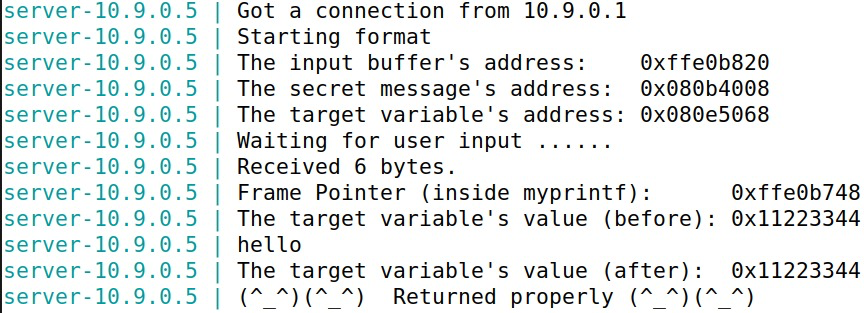 server-10.9.0.5 | Got a connection from 10.9.0.1
server-10.9.0.5 | Starting format
server-10.9.0.5 | The input buffer's address:    0xffe0b820
server-10.9.0.5 | The secret message's address: 0x080b4008
server-10.9.0.5 | The target variable's address: 0x080e5068
server-10.9.0.5 | Waiting for user input ......
server-10.9.0.5 | Received 6 bytes.
server-10.9.0.5 | Frame Pointer (inside myprintf):      0xffe0b748
server-10.9.0.5 | The target variable's value (before): 0x11223344
server-10.9.0.5 | hello
server-10.9.0.5 | The target variable's value (after):  0x11223344
server-10.9.0.5 | (^_^)(^_^)  Returned properly (^_^)(^_^)